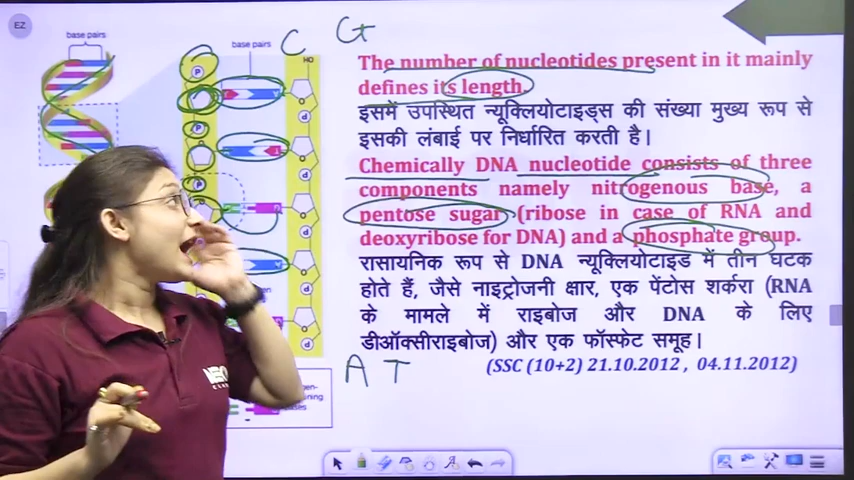 EZ
base pairs
base pairs
C G
HO
P
P
P
A
T
The number of nucleotides present in it mainly
defines its length.
इसमें उपस्थित न्यूक्लियोटाइड्स की संख्या मुख्य रूप से
इसकी लंबाई पर निर्धारित करती है।
Chemically DNA nucleotide consists of three
components namely nitrogenous base, a
pentose sugar (ribose in case of RNA and
deoxyribose for DNA) and a phosphate group.
रासायनिक रूप से DNA न्यूक्लियोटाइड में तीन घटक
होते हैं, जैसे नाइट्रोजनी क्षार, एक पेंटोस शर्करा (RNA
के मामले में राइबोज और DNA के लिए
डीऑक्सीराइबोज) और एक फॉस्फेट समूह।
A T
(SSC (10+2) 21.10.2012, 04.11.2012)